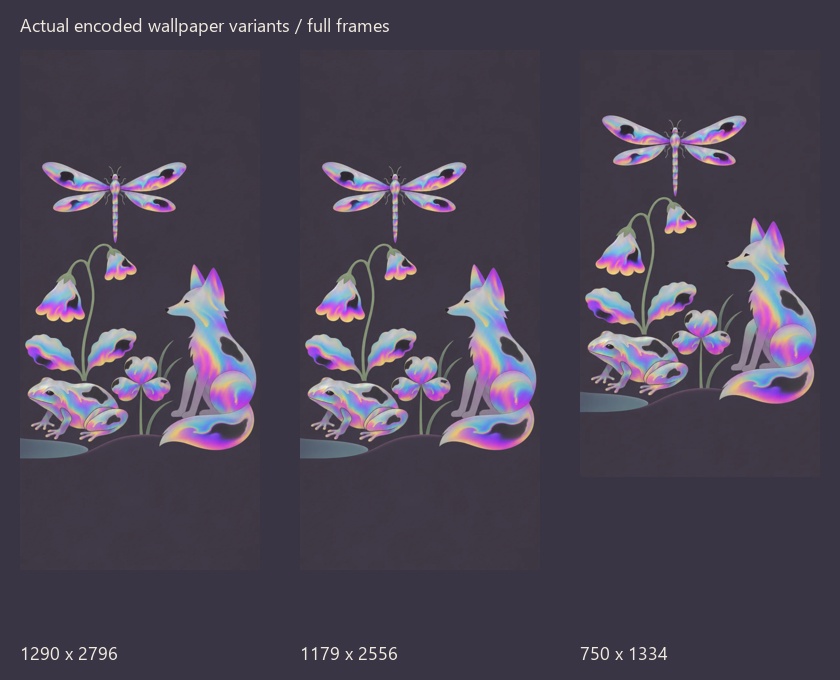 Actual encoded wallpaper variants / full frames
1290 x 2796
1179 x 2556
750 x 1334